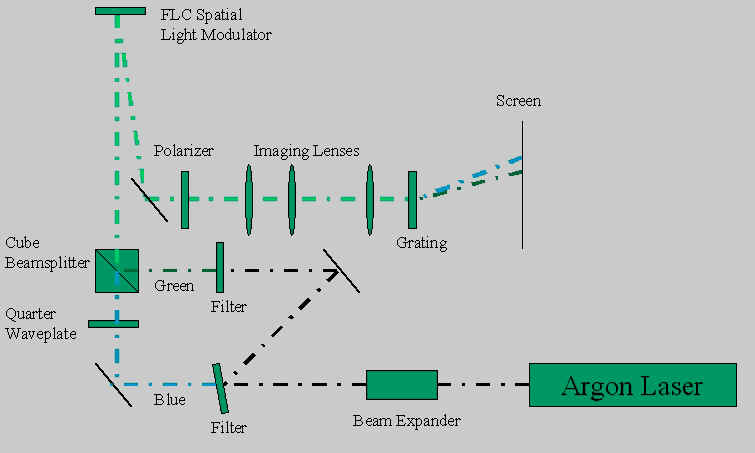 FLC Spatial
Light Modulator
Screen
Polarizer
Imaging Lenses
Cube
Beamsplitter
Grating
Green
Filter
Quarter
Waveplate
Argon Laser
Blue
Beam Expander
Filter